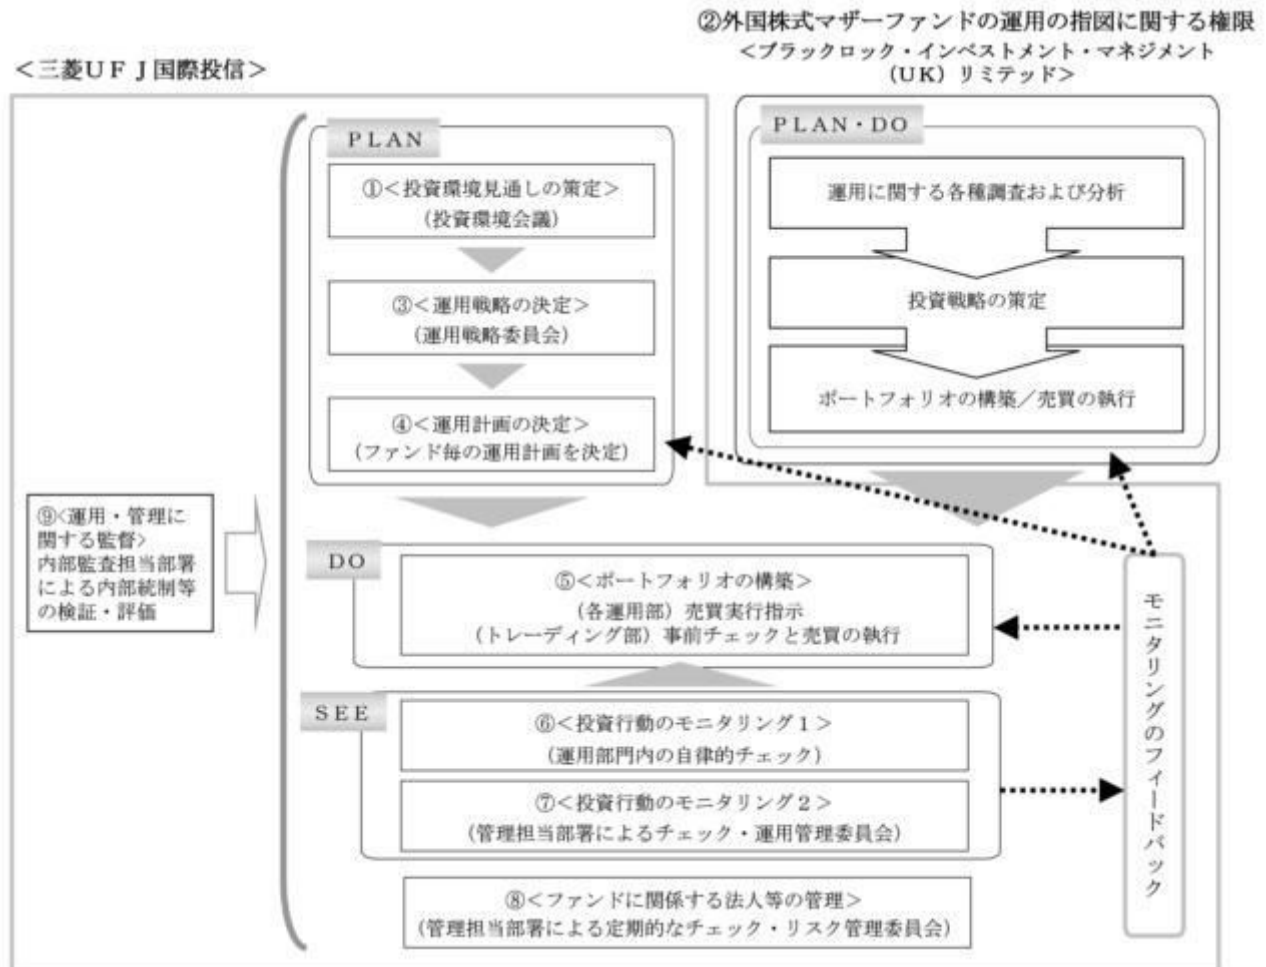 ②外国株式マザーファンドの運用の指図に関する権限
<ブラックロック・インベストメント・マネジメント
(UK)リミテッド>
<三菱UFJ国際投信>
PLAN
①<投資環境見通しの策定>
(投資環境会議)
③<運用戦略の決定>
(運用戦略委員会)
④<運用計画の決定>
(ファンド毎の運用計画を決定)
PLAN・DO
運用に関する各種調査および分析
投資戦略の策定
ポートフォリオの構築/売買の執行
⑨<運用・管理に
関する監督>
内部監査担当部署
による内部統制等
の検証・評価
DO
⑤<ポートフォリオの構築>
(各運用部)売買実行指示
(トレーディング部)事前チェックと売買の執行
SEE
⑥<投資行動のモニタリング1>
(運用部門内の自律的チェック)
⑦<投資行動のモニタリング2>
(管理担当部署によるチェック・運用管理委員会)
⑧<ファンドに関係する法人等の管理>
(管理担当部署による定期的なチェック・リスク管理委員会)
モニタリングのフィードバック